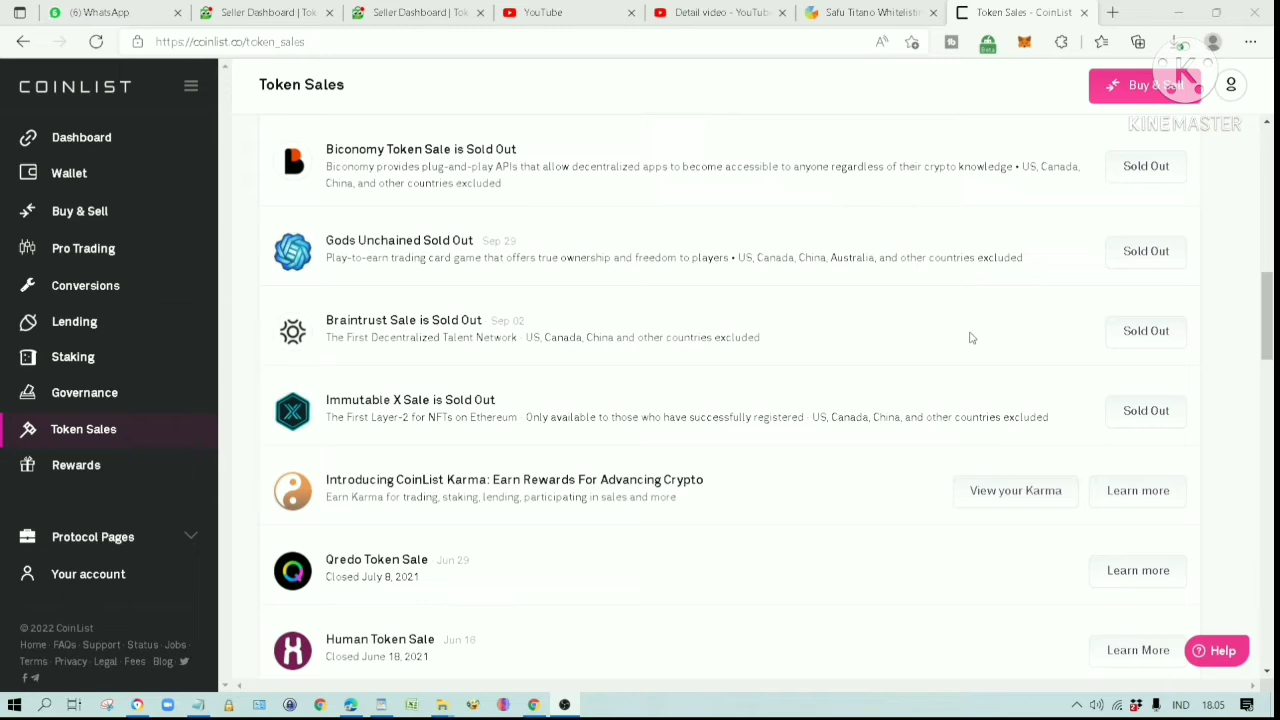 (6) WhatsApp
Seller Dashboard | Tok
Seller Dashboard | Tok
YouTube
Detail video - YouTube
Safu Titano Whitelistin
Token Sales - CoinList
https://coinlist.co/token_sales
Beta
COINLIST
Token Sales
Buy & Sell
K
KINEMASTER
Dashboard
Wallet
Buy & Sell
Pro Trading
Conversions
Lending
Staking
Governance
Token Sales
Rewards
Protocol Pages
Your account
© 2022 CoinList
Home · FAQs · Support · Status · Jobs ·
Terms · Privacy · Legal · Fees · Blog ·
Biconomy Token Sale is Sold Out
Biconomy provides plug-and-play APIs that allow decentralized apps to become accessible to anyone regardless of their crypto knowledge • US, Canada,
China, and other countries excluded
Sold Out
Gods Unchained Sold Out Sep 29
Play-to-earn trading card game that offers true ownership and freedom to players • US, Canada, China, Australia, and other countries excluded
Sold Out
Braintrust Sale is Sold Out Sep 02
The First Decentralized Talent Network · US, Canada, China and other countries excluded
Sold Out
Immutable X Sale is Sold Out
The First Layer-2 for NFTs on Ethereum · Only available to those who have successfully registered · US, Canada, China, and other countries excluded
Sold Out
Introducing CoinList Karma: Earn Rewards For Advancing Crypto
Earn Karma for trading, staking, lending, participating in sales and more
View your Karma
Learn more
Qredo Token Sale Jun 29
Closed July 8, 2021
Learn more
Human Token Sale Jun 16
Closed June 18, 2021
Learn More
Help
IND
18.05